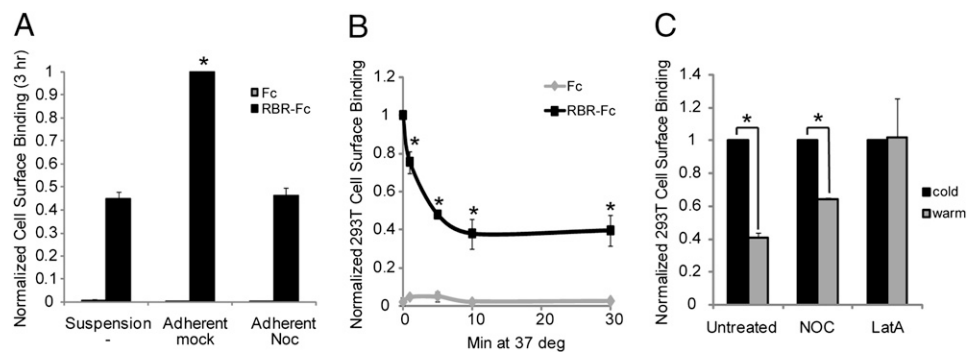 A
Normalized Cell Surface Binding (3 hr)
1
0.9
0.8
0.7
0.6
0.5
0.4
0.3
0.2
0.1
0
*
Fc
RBR-Fc
Suspension
-
Adherent
mock
Adherent
Noc
B
Normalized 293T Cell Surface Binding
1.2
1
0.8
0.6
0.4
0.2
0
*
*
*
*
Fc
RBR-Fc
0
10
20
30
Min at 37 deg
C
Normalized 293T Cell Surface Binding
1.4
1.2
1
0.8
0.6
0.4
0.2
0
*
*
cold
warm
Untreated
NOC
LatA